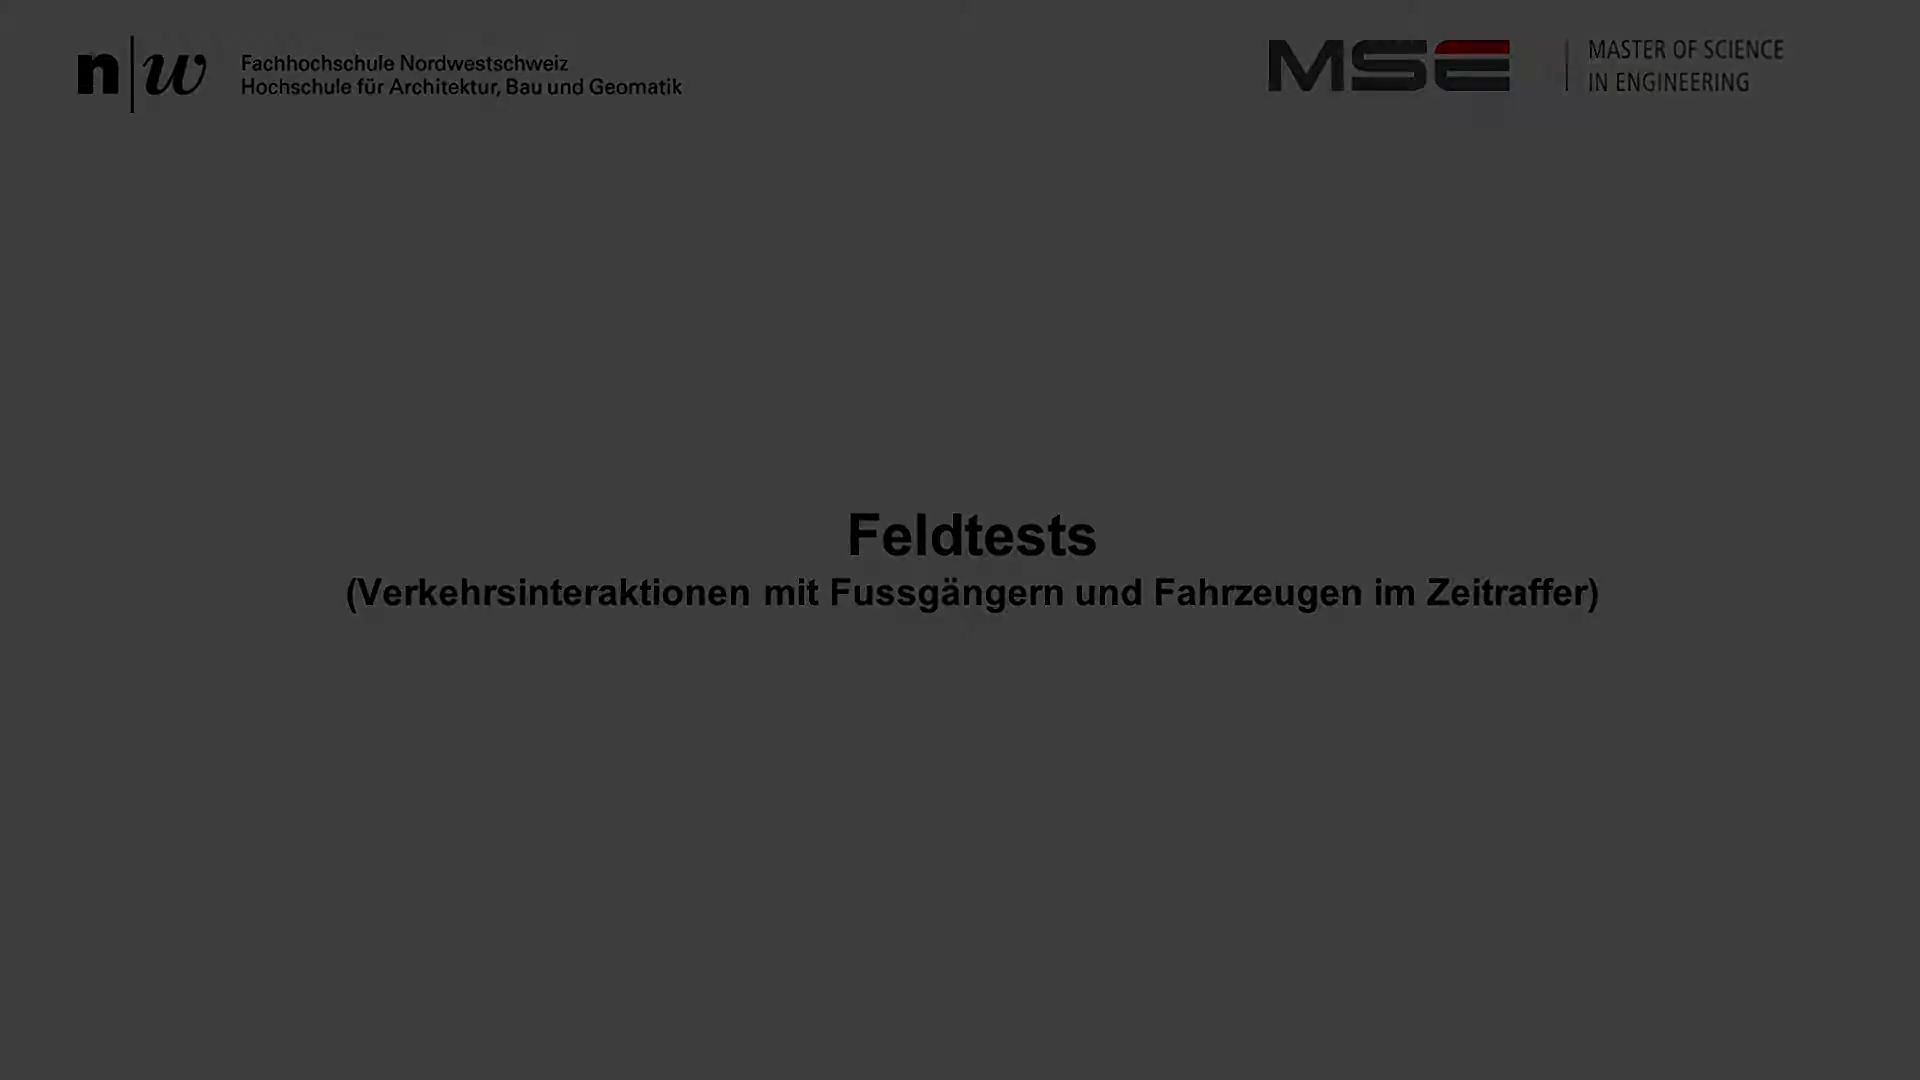 n|w
Fachhochschule Nordwestschweiz
Hochschule für Architektur, Bau und Geomatik
MSE
MASTER OF SCIENCE
IN ENGINEERING
Feldtests
(Verkehrsinteraktionen mit Fussgängern und Fahrzeugen im Zeitraffer)